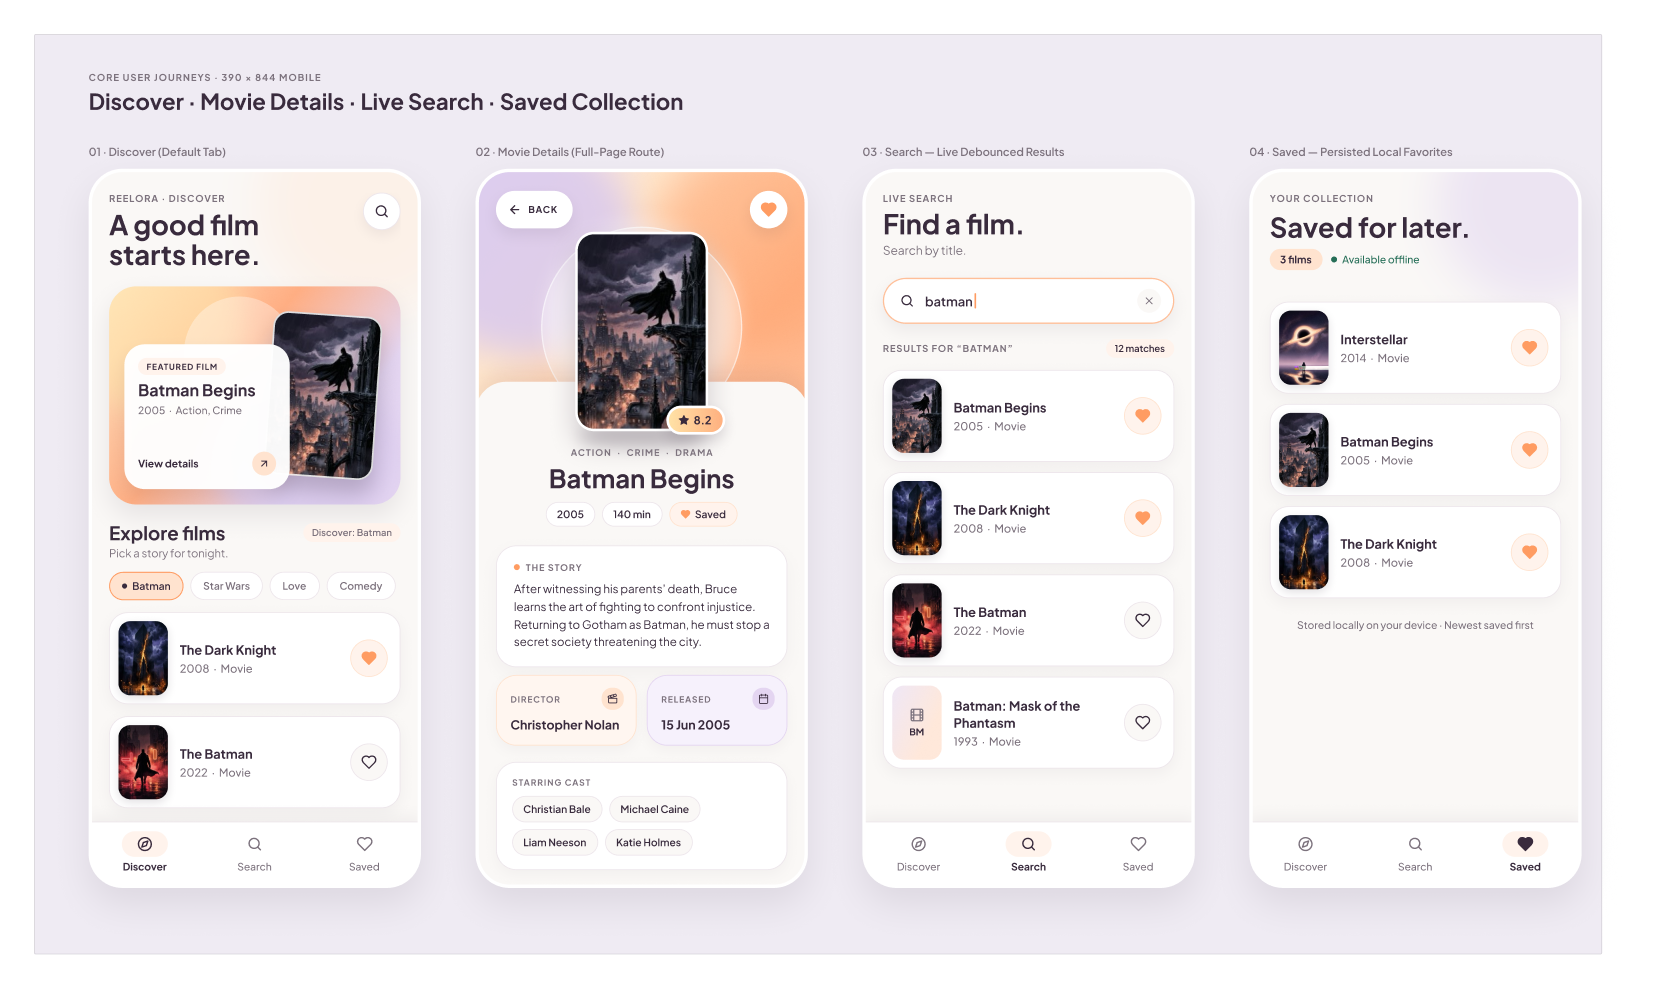 CORE USER JOURNEYS · 390 × 844 MOBILE
Discover · Movie Details · Live Search · Saved Collection
01 · Discover (Default Tab)
REELORA · DISCOVER
A good film
starts here.
FEATURED FILM
Batman Begins
2005 · Action, Crime
View details
Explore films
Discover: Batman
Pick a story for tonight.
Batman
Star Wars
Love
Comedy
The Dark Knight
2008 · Movie
The Batman
2022 · Movie
Discover
Search
Saved
02 · Movie Details (Full-Page Route)
BACK
8.2
ACTION · CRIME · DRAMA
Batman Begins
2005
140 min
Saved
THE STORY
After witnessing his parents’ death, Bruce
learns the art of fighting to confront injustice.
Returning to Gotham as Batman, he must stop a
secret society threatening the city.
DIRECTOR
Christopher Nolan
RELEASED
15 Jun 2005
STARRING CAST
Christian Bale
Michael Caine
Liam Neeson
Katie Holmes
03 · Search — Live Debounced Results
LIVE SEARCH
Find a film.
Search by title.
batman
RESULTS FOR “BATMAN”
12 matches
Batman Begins
2005 · Movie
The Dark Knight
2008 · Movie
The Batman
2022 · Movie
BM
Batman: Mask of the
Phantasm
1993 · Movie
Discover
Search
Saved
04 · Saved — Persisted Local Favorites
YOUR COLLECTION
Saved for later.
3 films
Available offline
Interstellar
2014 · Movie
Batman Begins
2005 · Movie
The Dark Knight
2008 · Movie
Stored locally on your device · Newest saved first
Discover
Search
Saved